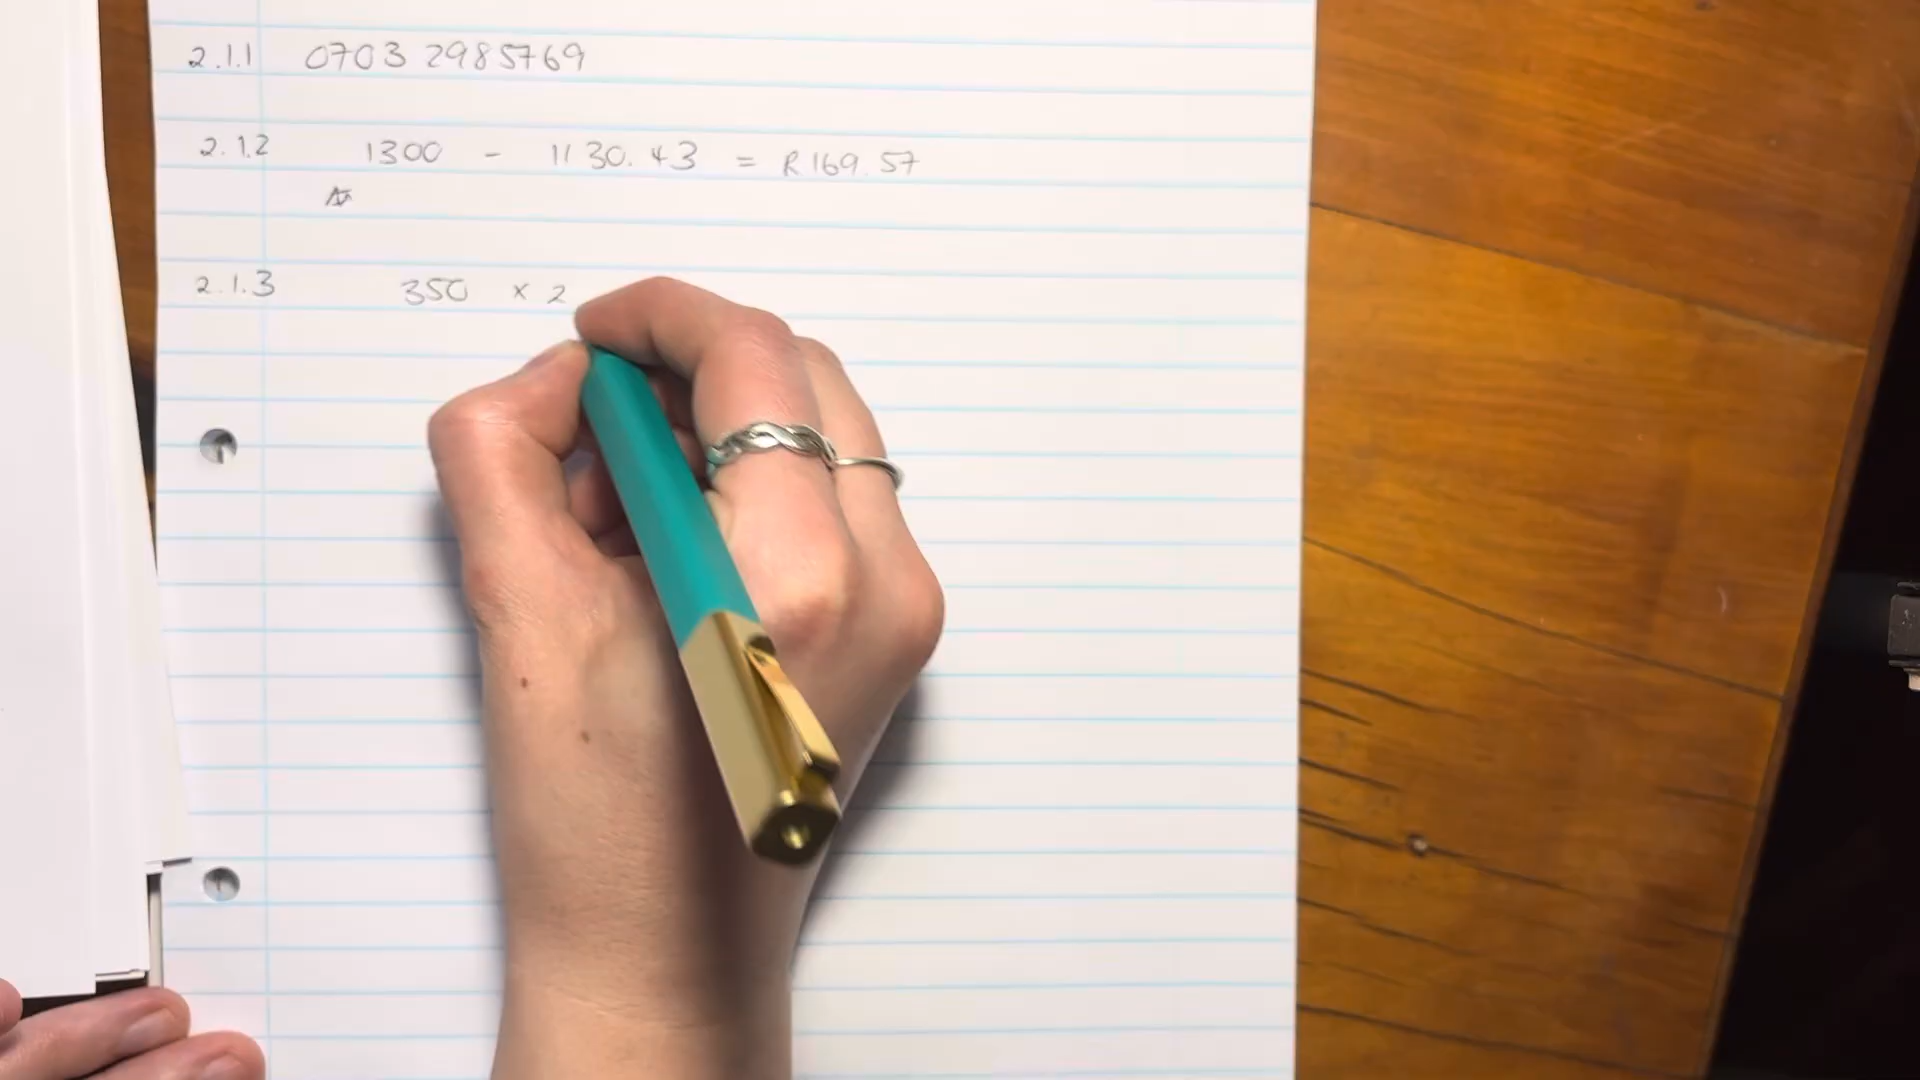 2.1.1 0703 2985769
2.1.2 1300 - 1130.43 = R169.57
2.1.3 350 × 2